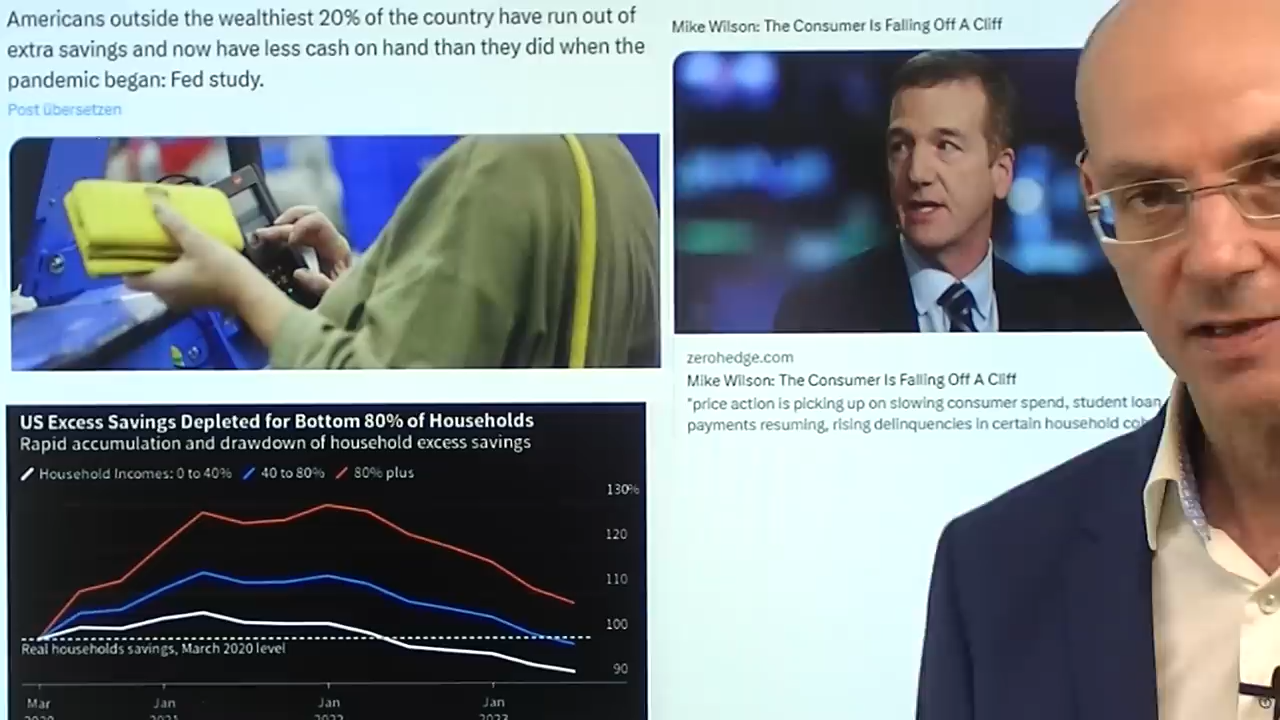 Americans outside the wealthiest 20% of the country have run out of
extra savings and now have less cash on hand than they did when the
pandemic began: Fed study.
Post übersetzen
Mike Wilson: The Consumer Is Falling Off A Cliff
zerohedge.com
Mike Wilson: The Consumer Is Falling Off A Cliff
"price action is picking up on slowing consumer spend, student loan
payments resuming, rising delinquencies in certain household coh
US Excess Savings Depleted for Bottom 80% of Households
Rapid accumulation and drawdown of household excess savings
Household Incomes: 0 to 40% 40 to 80% 80% plus
130%
120
110
100
Real households savings, March 2020 level
90
Mar Jan Jan Jan
2020 2021 2022 2023